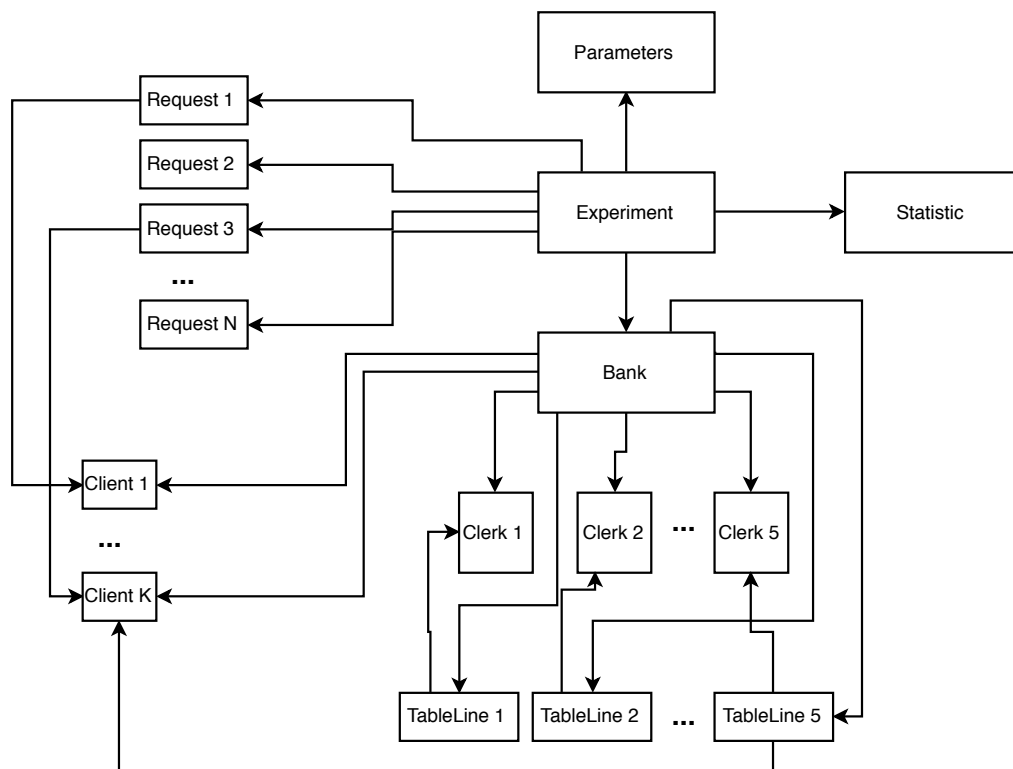 Parameters
Request 1
Request 2
Request 3
...
Request N
Experiment
Statistic
Bank
Client 1
...
Client K
Clerk 1
Clerk 2
...
Clerk 5
TableLine 1
TableLine 2
...
TableLine 5